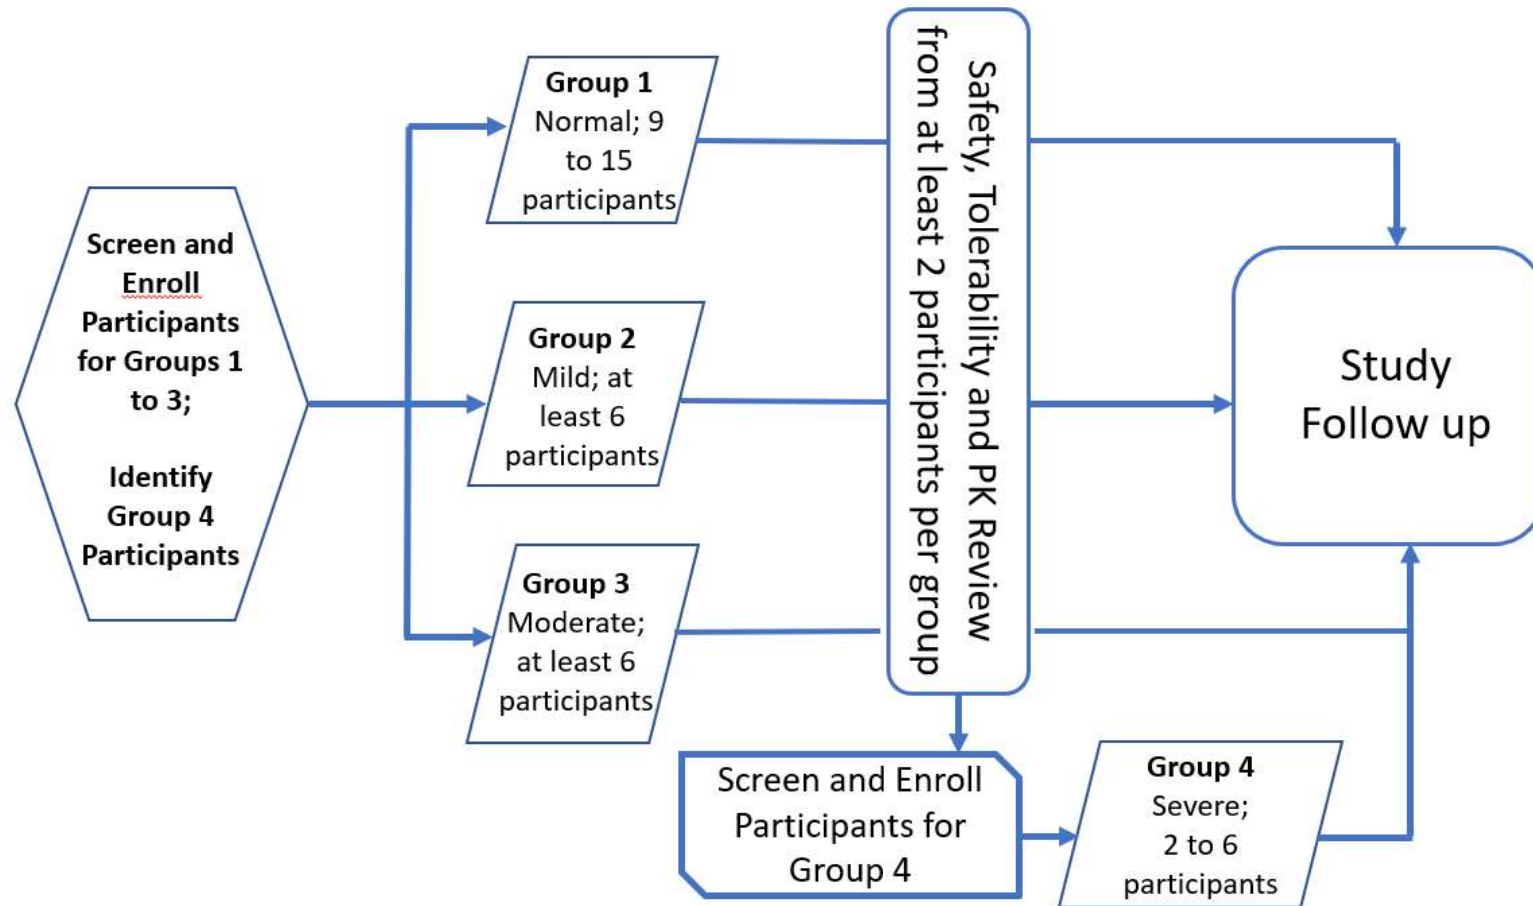 Screen and
Enroll
Participants
for Groups 1
to 3;
Identify
Group 4
Participants
Group 1
Normal; 9
to 15
participants
Group 2
Mild; at
least 6
participants
Group 3
Moderate;
at least 6
participants
Safety, Tolerability and PK Review
from at least 2 participants per group
Screen and Enroll
Participants for
Group 4
Group 4
Severe;
2 to 6
participants
Study
Follow up